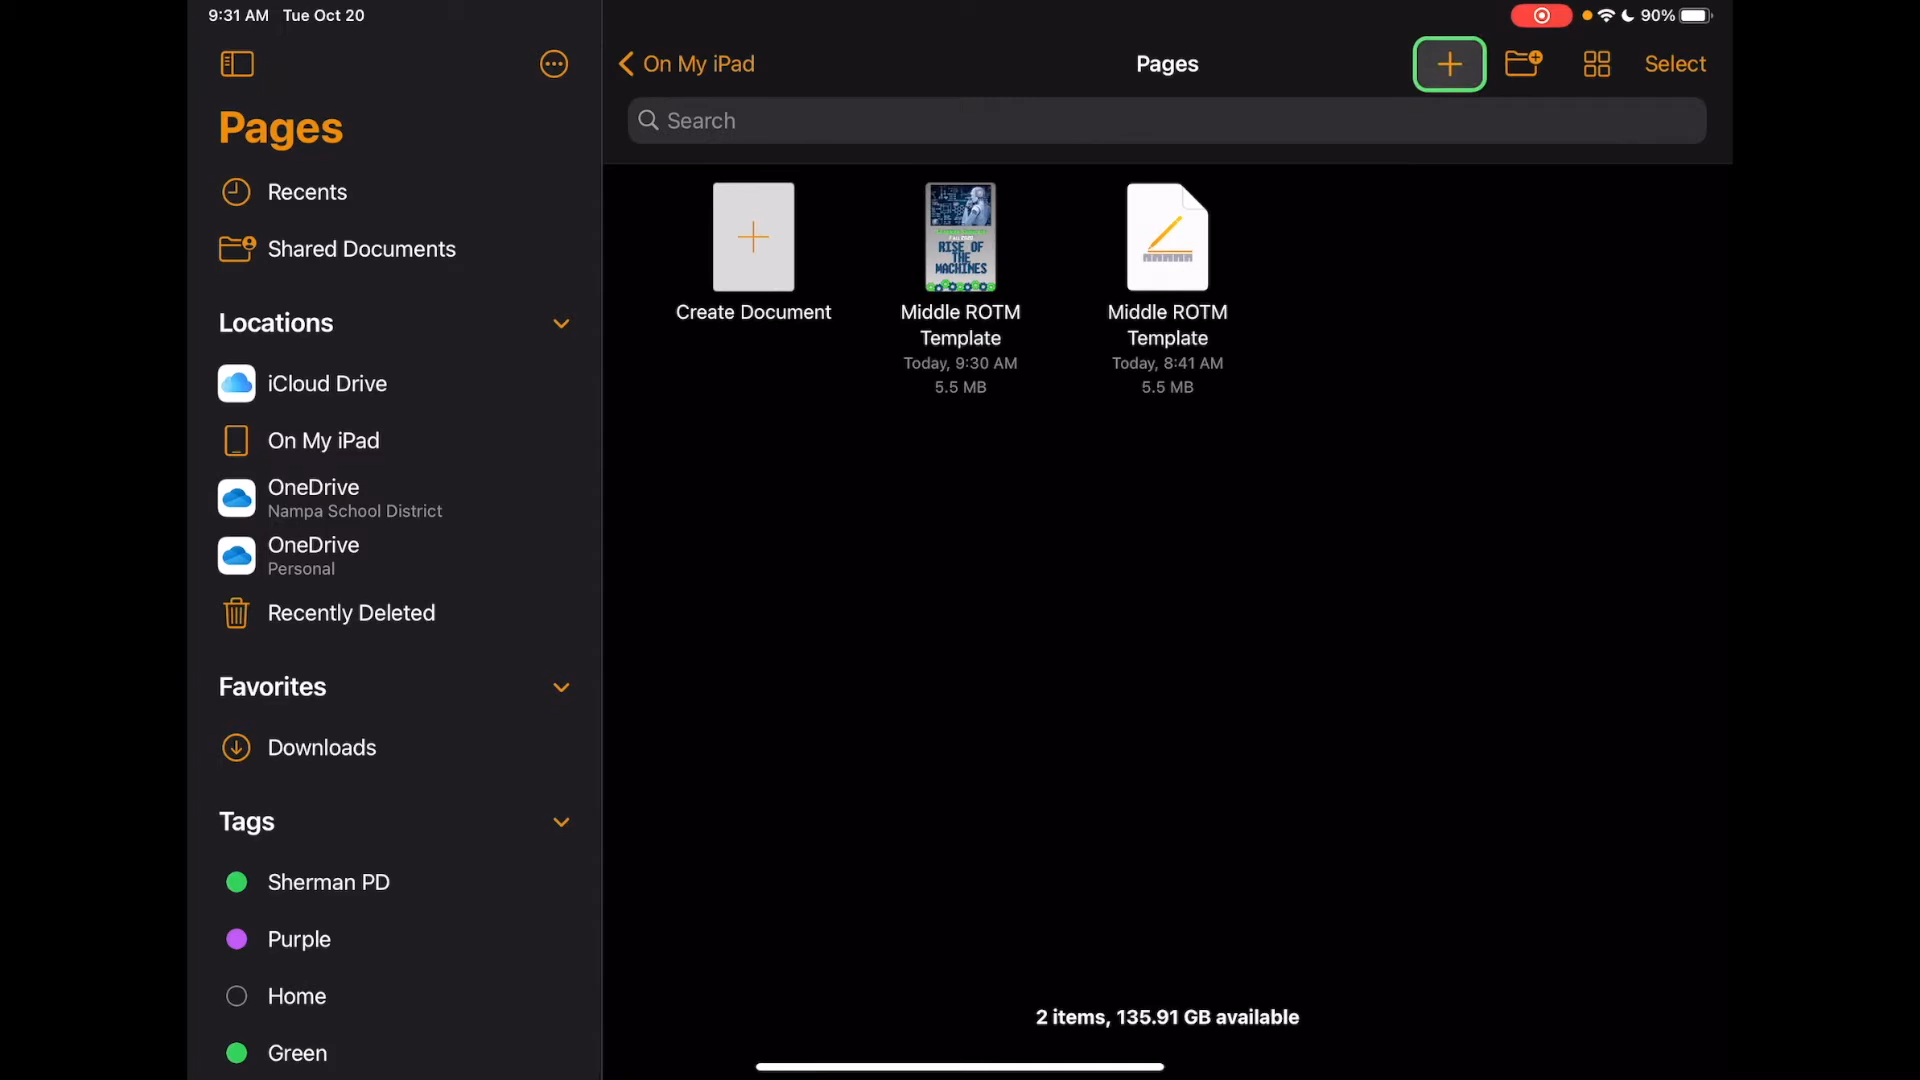 9:31 AM Tue Oct 20
90%
Pages
Recents
Shared Documents
Locations
iCloud Drive
On My iPad
OneDrive
Nampa School District
OneDrive
Personal
Recently Deleted
Favorites
Downloads
Tags
Sherman PD
Purple
Home
Green
On My iPad
Pages
Select
Search
Create Document
RISE OF
THE
MACHINES
Middle ROTM
Template
Today, 9:30 AM
5.5 MB
Middle ROTM
Template
Today, 8:41 AM
5.5 MB
2 items, 135.91 GB available